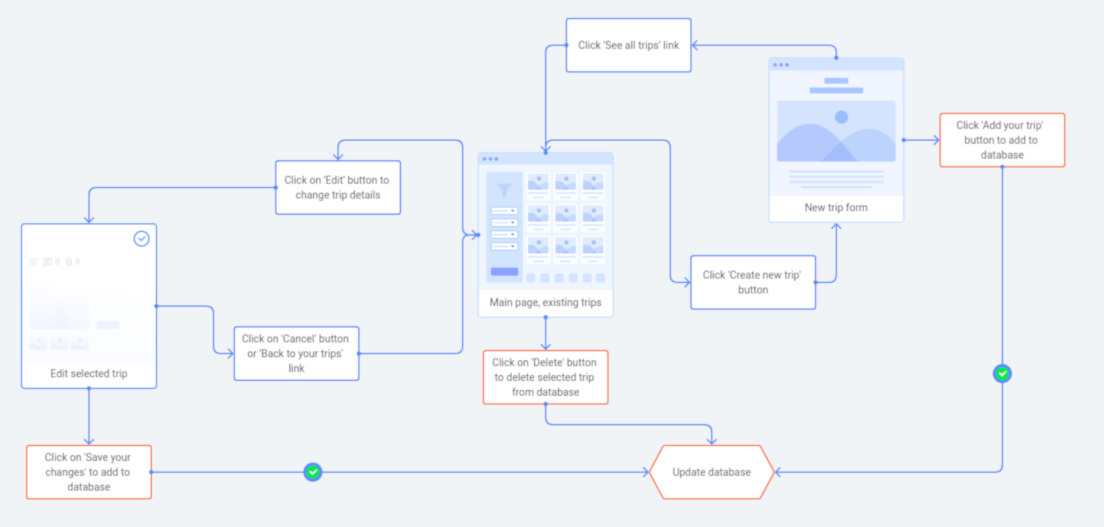 Click 'See all trips' link
Click 'Add your trip'
button to add to
database
New trip form
Click on 'Edit' button to
change trip details
Click 'Create new trip'
button
Main page, existing trips
Click on 'Cancel' button
or 'Back to your trips'
link
Edit selected trip
Click on 'Delete' button
to delete selected trip
from database
Click on 'Save your
changes' to add to
database
Update database